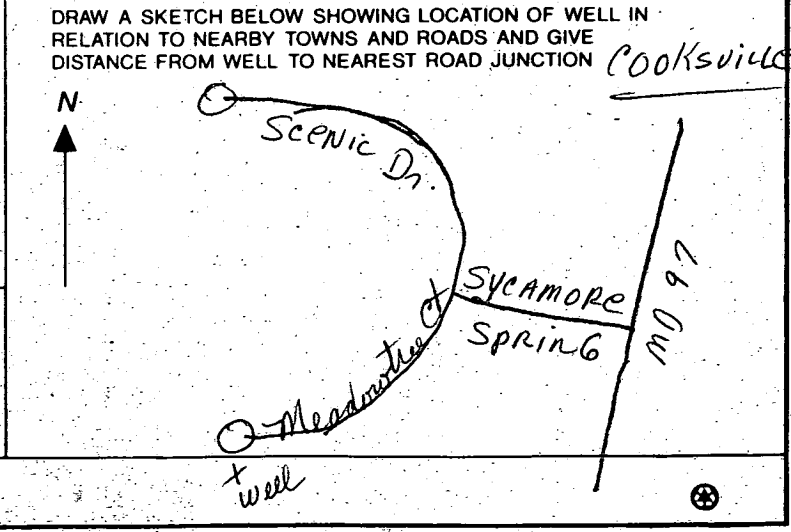 DRAW A SKETCH BELOW SHOWING LOCATION OF WELL IN
RELATION TO NEARBY TOWNS AND ROADS AND GIVE
DISTANCE FROM WELL TO NEAREST ROAD JUNCTION
Cooksville
N
Scenic Dr.
SYCAMORE
SPRING
MD 97
Meadowtree Ct
+
well